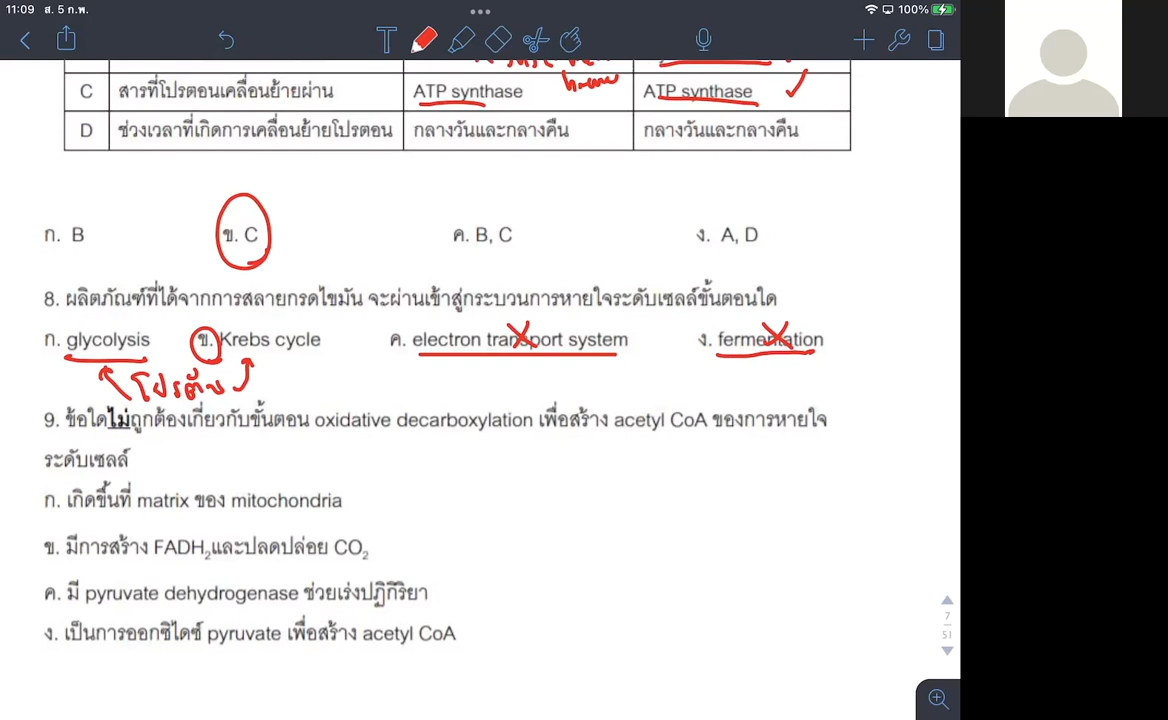 11:09 ส. 5 ก.พ.
100%
C สารที่โปรตอนเคลื่อนย้ายผ่าน ATP synthase ATP synthase
D ช่วงเวลาที่เกิดการเคลื่อนย้ายโปรตอน กลางวันและกลางคืน กลางวันและกลางคืน
ก. B ข. C ค. B, C ง. A, D
8. ผลิตภัณฑ์ที่ได้จากการสลายกรดไขมัน จะผ่านเข้าสู่กระบวนการหายใจระดับเซลล์ขั้นตอนใด
ก. glycolysis ข. Krebs cycle ค. electron transport system ง. fermentation
โปรตีน
9. ข้อใดไม่ถูกต้องเกี่ยวกับขั้นตอน oxidative decarboxylation เพื่อสร้าง acetyl CoA ของการหายใจ
ระดับเซลล์
ก. เกิดขึ้นที่ matrix ของ mitochondria
ข. มีการสร้าง FADH₂และปลดปล่อย CO₂
ค. มี pyruvate dehydrogenase ช่วยเร่งปฏิกิริยา
ง. เป็นการออกซิไดซ์ pyruvate เพื่อสร้าง acetyl CoA
7
51